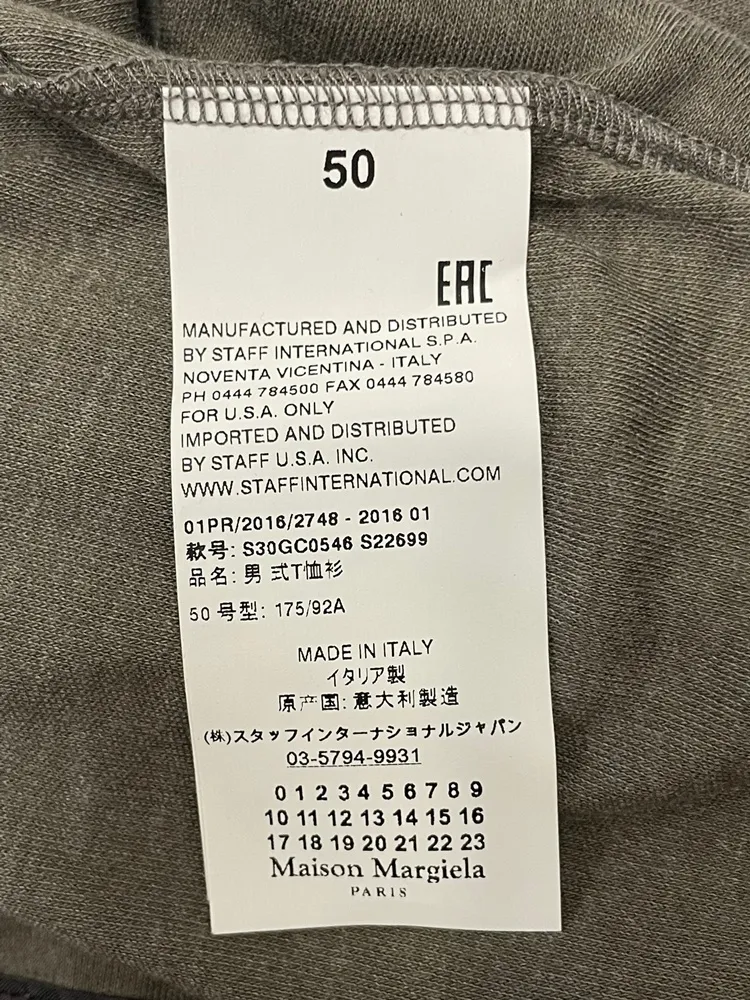 50
EAC
MANUFACTURED AND DISTRIBUTED
BY STAFF INTERNATIONAL S.P.A.
NOVENTA VICENTINA - ITALY
PH 0444 784500 FAX 0444 784580
FOR U.S.A. ONLY
IMPORTED AND DISTRIBUTED
BY STAFF U.S.A. INC.
WWW.STAFFINTERNATIONAL.COM
01PR/2016/2748 - 2016 01
款号: S30GC0546 S22699
品名: 男 式T恤衫
50 号型: 175/92A
MADE IN ITALY
イタリア製
原产国: 意大利製造
(株)スタッフインターナショナルジャパン
03-5794-9931
0 1 2 3 4 5 6 7 8 9
10 11 12 13 14 15 16
17 18 19 20 21 22 23
Maison Margiela
PARIS